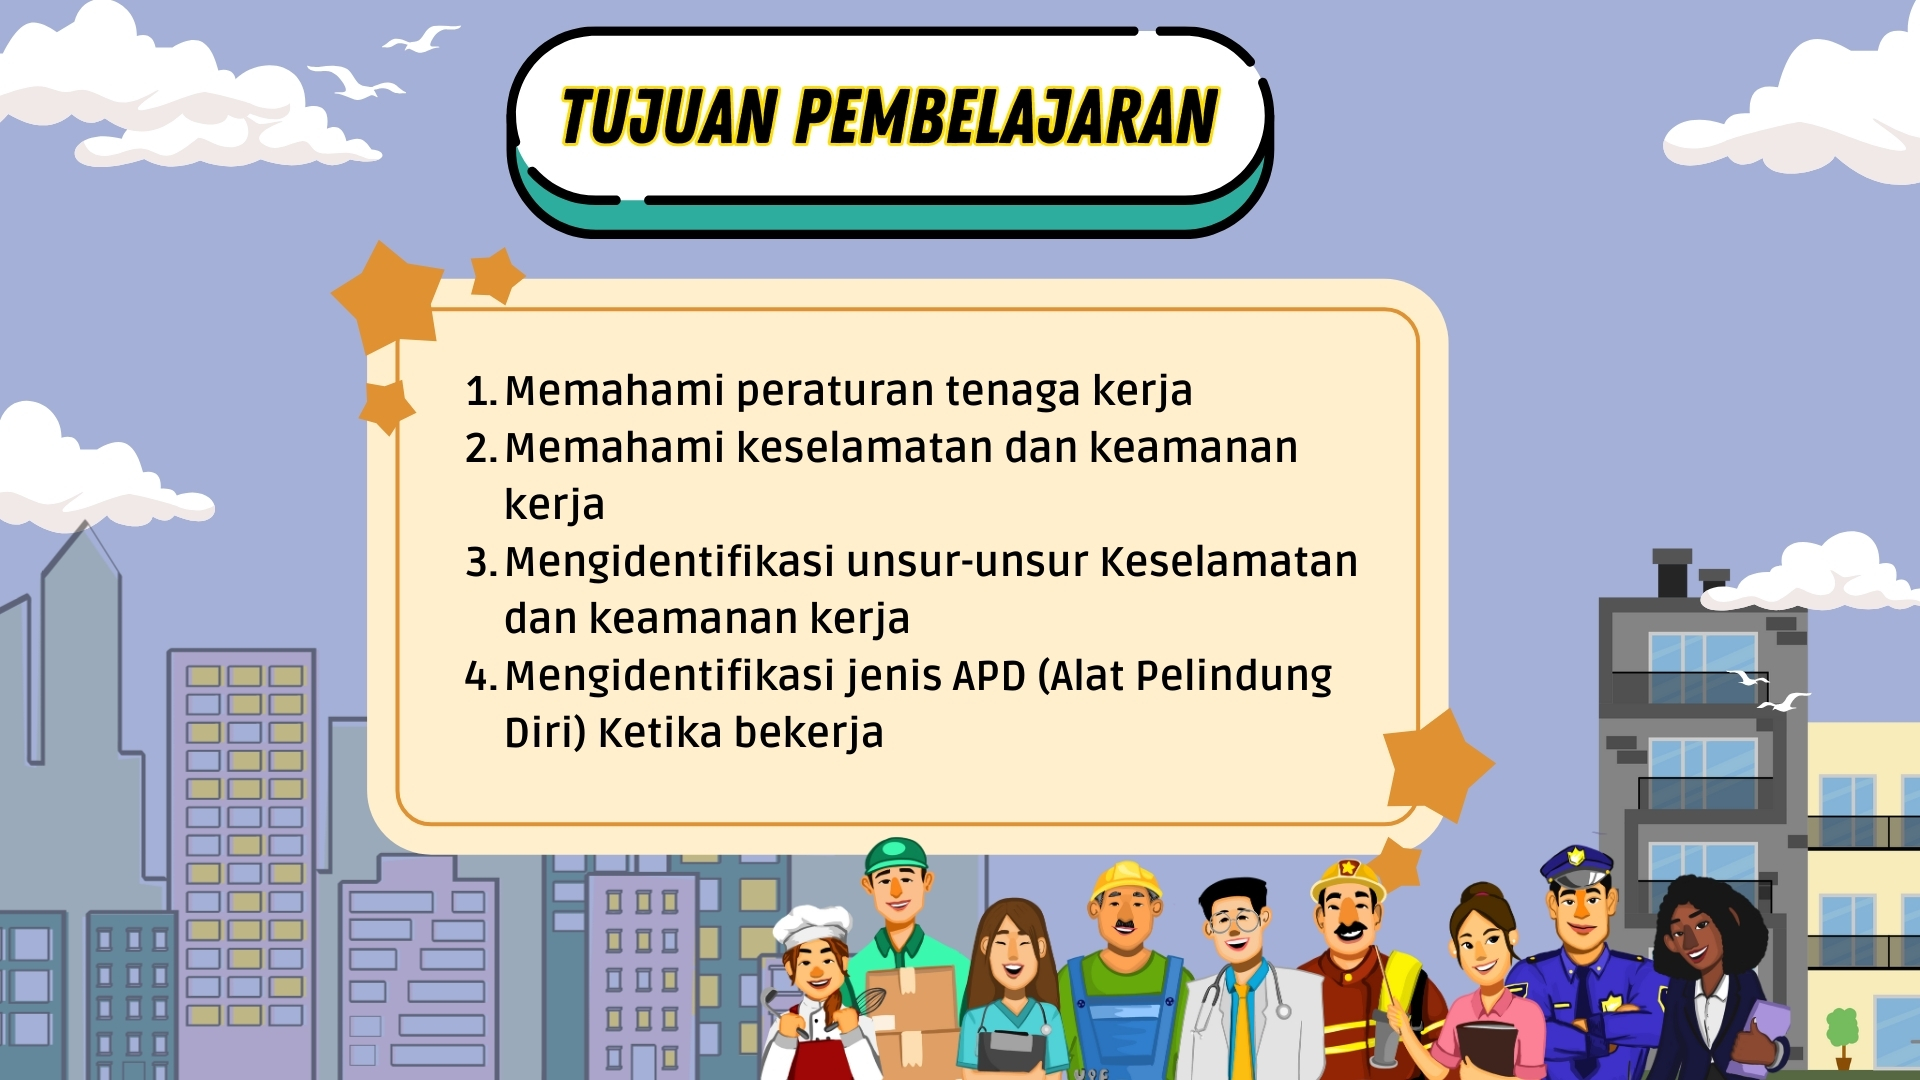 TUJUAN PEMBELAJARAN
1. Memahami peraturan tenaga kerja
2. Memahami keselamatan dan keamanan
kerja
3. Mengidentifikasi unsur-unsur Keselamatan
dan keamanan kerja
4. Mengidentifikasi jenis APD (Alat Pelindung
Diri) Ketika bekerja